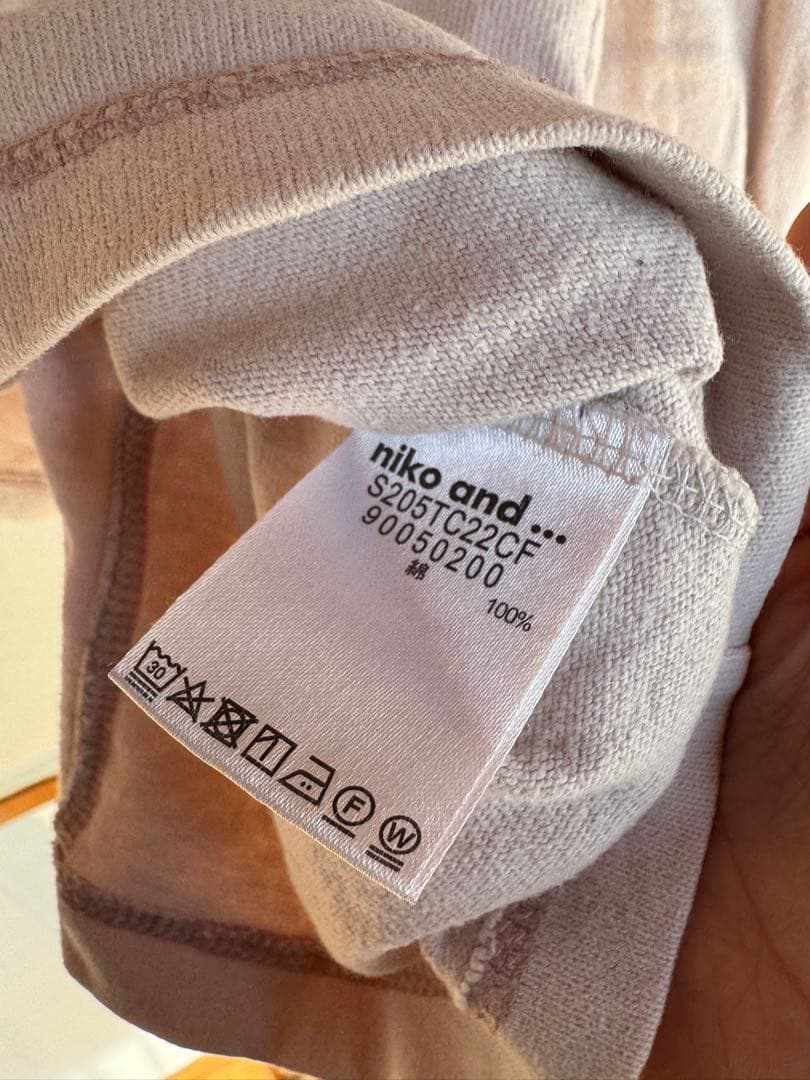 niko and ...
S205TC22CF
90050200
綿
100%
30
F
W